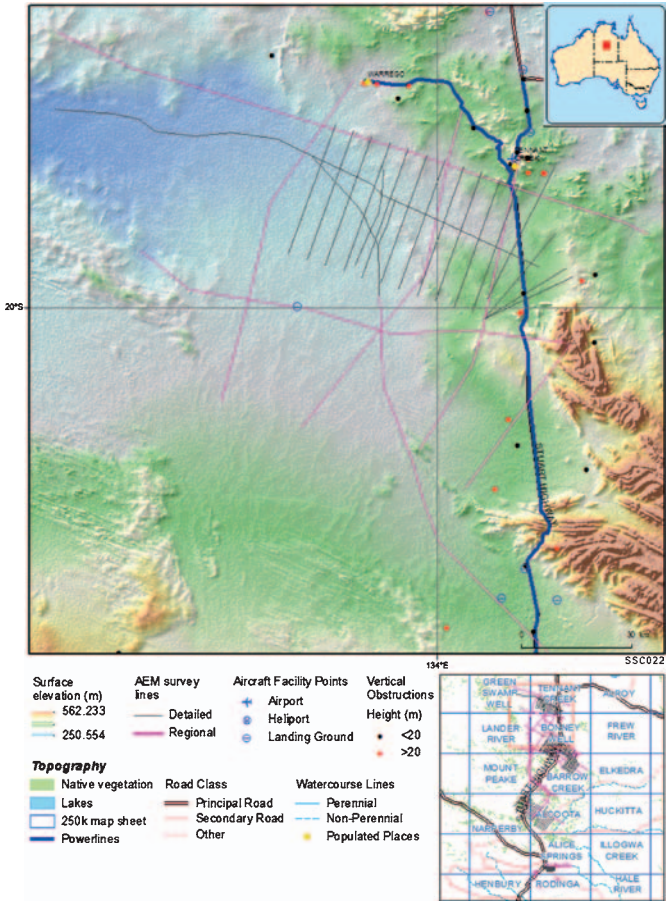 WARREGO
TENNANT
CREEK
20°S
STUART HIGHWAY
0 30 km
134°E
SSC022
Surface
elevation (m)
562.233
250.554
AEM survey
lines
Detailed
Regional
Aircraft Facility Points
Airport
Heliport
Landing Ground
Vertical
Obstructions
Height (m)
<20
>20
Topography
Native vegetation
Lakes
250k map sheet
Powerlines
Road Class
Principal Road
Secondary Road
Other
Watercourse Lines
Perennial
Non-Perennial
Populated Places
GREEN
SWAMP
WELL
TENNANT
CREEK
ALROY
LANDER
RIVER
BONNEY
WELL
FREW
RIVER
MOUNT
PEAKE
BARROW
CREEK
ELKEDRA
NAPPERBY
ALCOOTA
HUCKITTA
ALICE
SPRINGS
ILLOGWA
CREEK
HENBURY
RODINGA
HALE
RIVER